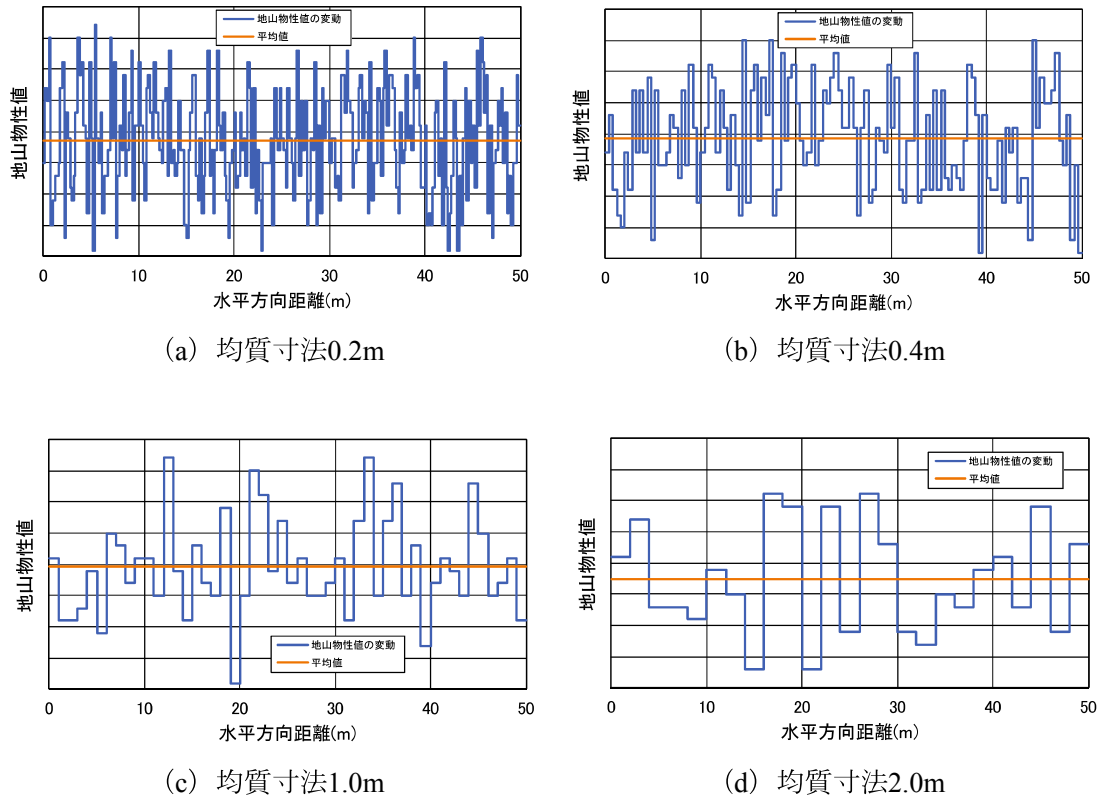 地山物性値の変動
平均値
地山物性値
0 10 20 30 40 50
水平方向距離(m)
(a) 均質寸法0.2m
地山物性値の変動
平均値
地山物性値
0 10 20 30 40 50
水平方向距離(m)
(b) 均質寸法0.4m
地山物性値
地山物性値の変動
平均値
0 10 20 30 40 50
水平方向距離(m)
(c) 均質寸法1.0m
地山物性値の変動
平均値
地山物性値
0 10 20 30 40 50
水平方向距離(m)
(d) 均質寸法2.0m